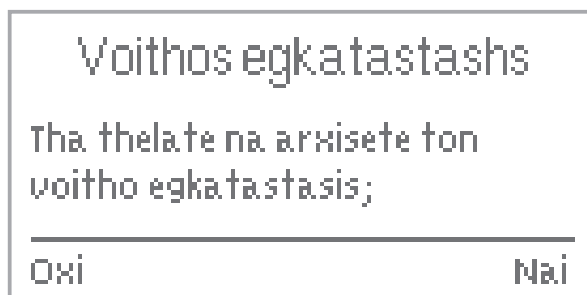 Voithos egkatastashs
Tha thelate na arxisete ton
voitho egkatastasis;
Oxi Nai